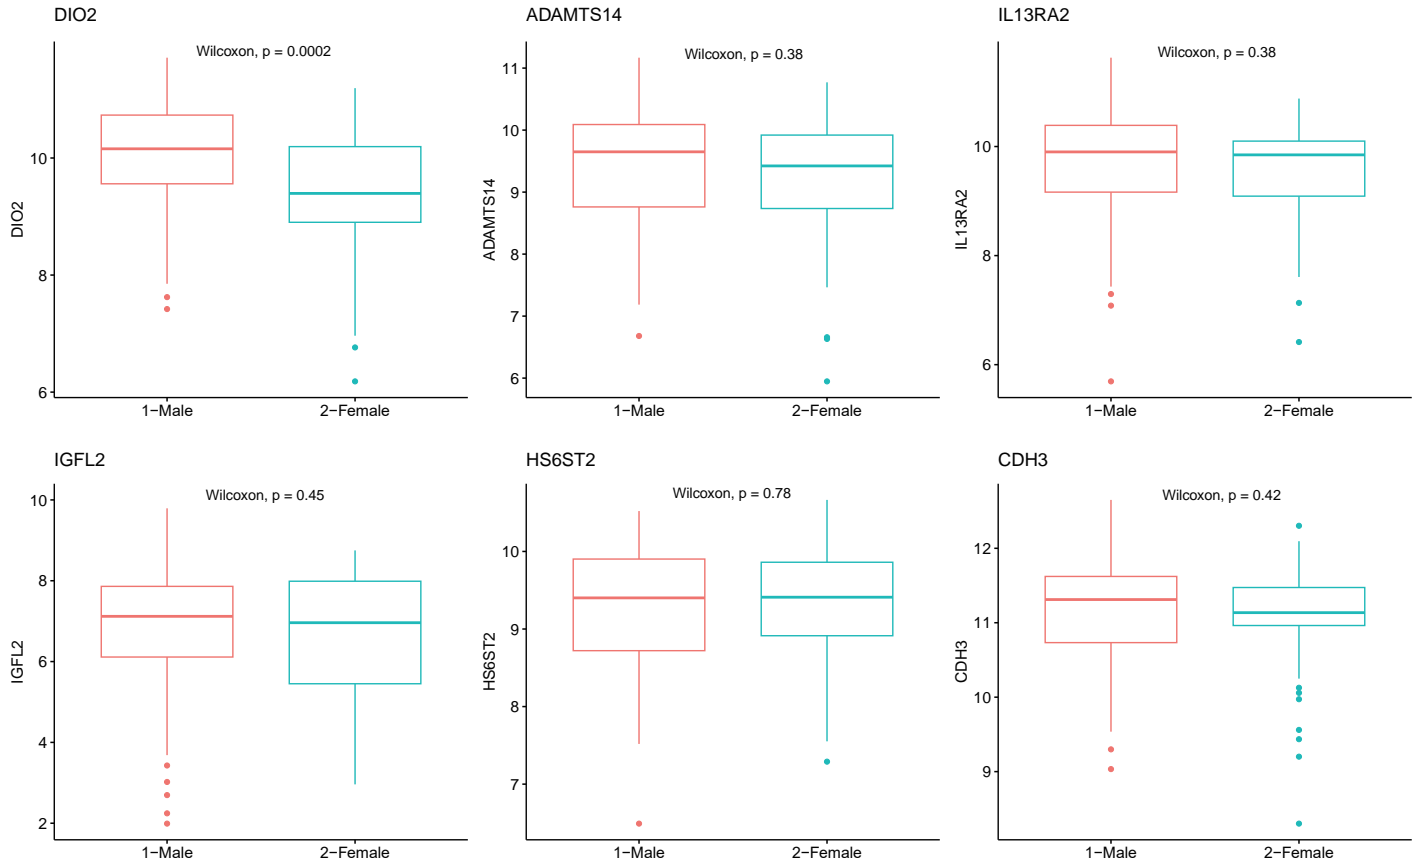 DIO2
Wilcoxon, p = 0.0002
DIO2
10
8
6
1−Male
2−Female
ADAMTS14
Wilcoxon, p = 0.38
ADAMTS14
11
10
9
8
7
6
1−Male
2−Female
IL13RA2
Wilcoxon, p = 0.38
IL13RA2
10
8
6
1−Male
2−Female
IGFL2
Wilcoxon, p = 0.45
IGFL2
10
8
6
4
2
1−Male
2−Female
HS6ST2
Wilcoxon, p = 0.78
HS6ST2
10
9
8
7
1−Male
2−Female
CDH3
Wilcoxon, p = 0.42
CDH3
12
11
10
9
1−Male
2−Female